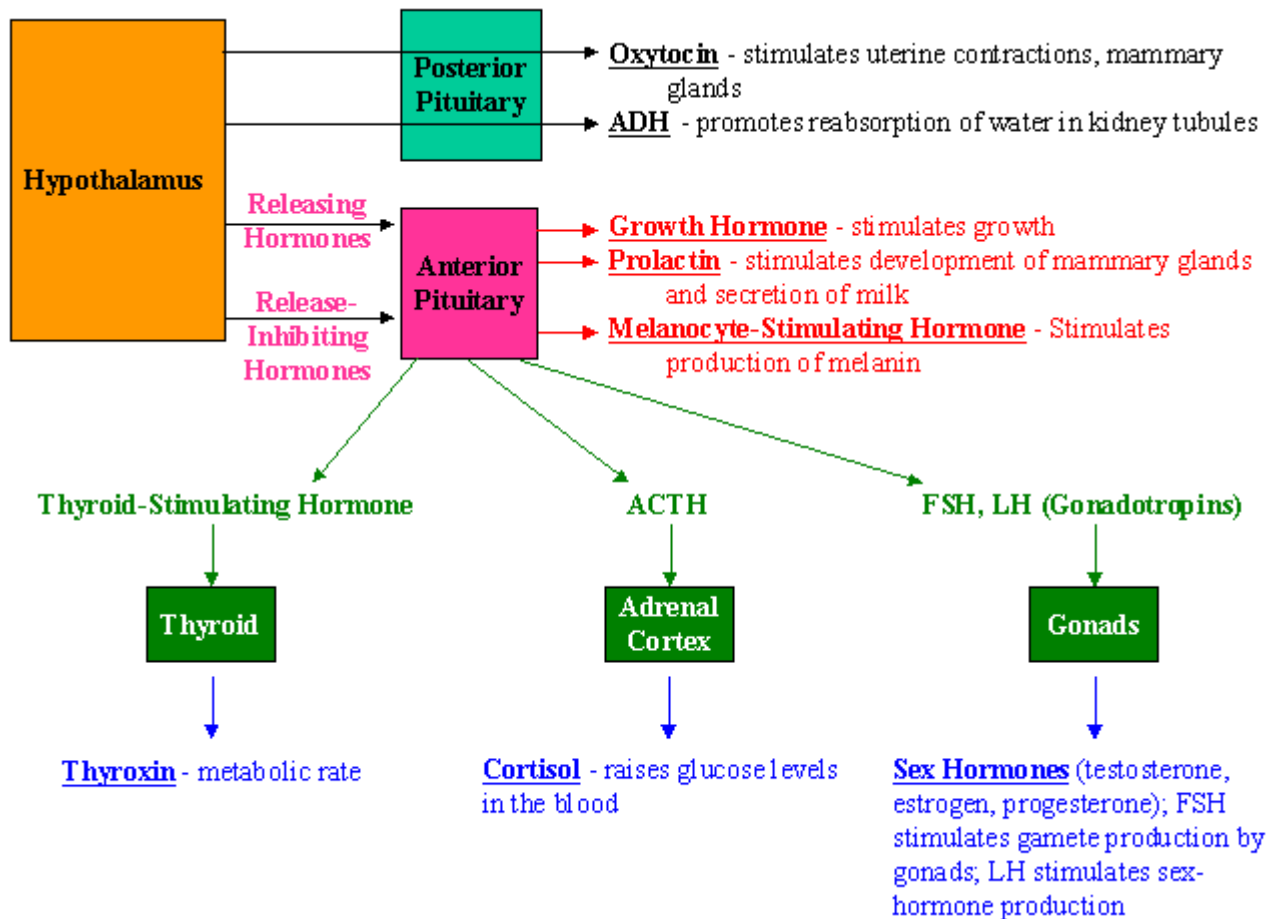 Hypothalamus
Posterior
Pituitary
Oxytocin - stimulates uterine contractions, mammary
glands
ADH - promotes reabsorption of water in kidney tubules
Releasing
Hormones
Release-
Inhibiting
Hormones
Anterior
Pituitary
Growth Hormone - stimulates growth
Prolactin - stimulates development of mammary glands
and secretion of milk
Melanocyte-Stimulating Hormone - Stimulates
production of melanin
Thyroid-Stimulating Hormone
ACTH
FSH, LH (Gonadotropins)
Thyroid
Adrenal
Cortex
Gonads
Thyroxin - metabolic rate
Cortisol - raises glucose levels
in the blood
Sex Hormones (testosterone,
estrogen, progesterone); FSH
stimulates gamete production by
gonads; LH stimulates sex-
hormone production